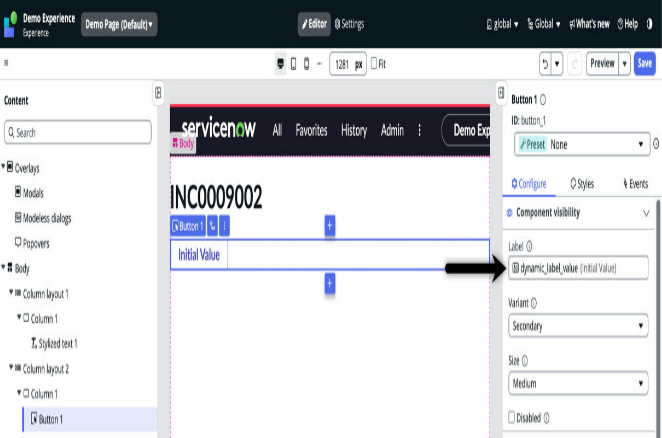 Demo Experience
Experience
Demo Page (Default)
Editor
Settings
global
Global
What's new
Help
1281 px
Fit
Preview
Save
Content
Search
Overlays
Modals
Modeless dialogs
Popovers
Body
Column layout 1
Column 1
Stylized text 1
Column layout 2
Column 1
Button 1
servicenow
All
Favorites
History
Admin
Demo Exp
Body
INC0009002
Button 1
Initial Value
Button 1
ID: button_1
Preset None
Configure
Styles
Events
Component visibility
Label
dynamic_label_value (Initial Value)
Variant
Secondary
Size
Medium
Disabled